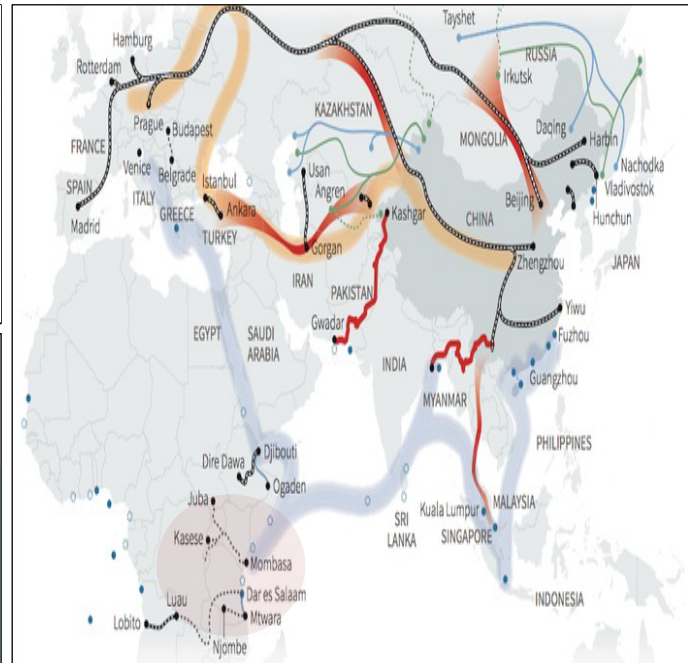 Tayshet
Hamburg
RUSSIA
Rotterdam
Irkutsk
KAZAKHSTAN
Prague
MONGOLIA
Daqing
Harbin
Budapest
FRANCE
Usan
Nachodka
Venice
Belgrade
Istanbul
Angren
Vladivostok
SPAIN
ITALY
Ankara
Beijing
Kashgar
CHINA
Hunchun
GREECE
Madrid
TURKEY
Gorgan
JAPAN
Zhengzhou
IRAN
PAKISTAN
Yiwu
Gwadar
EGYPT
SAUDI
ARABIA
INDIA
Fuzhou
Guangzhou
MYANMAR
PHILIPPINES
Djibouti
Dire Dawa
Ogaden
Juba
MALAYSIA
Kuala Lumpur
SRI
LANKA
SINGAPORE
Kasese
Mombasa
Dar es Salaam
INDONESIA
Luau
Lobito
Mtwara
Njombe